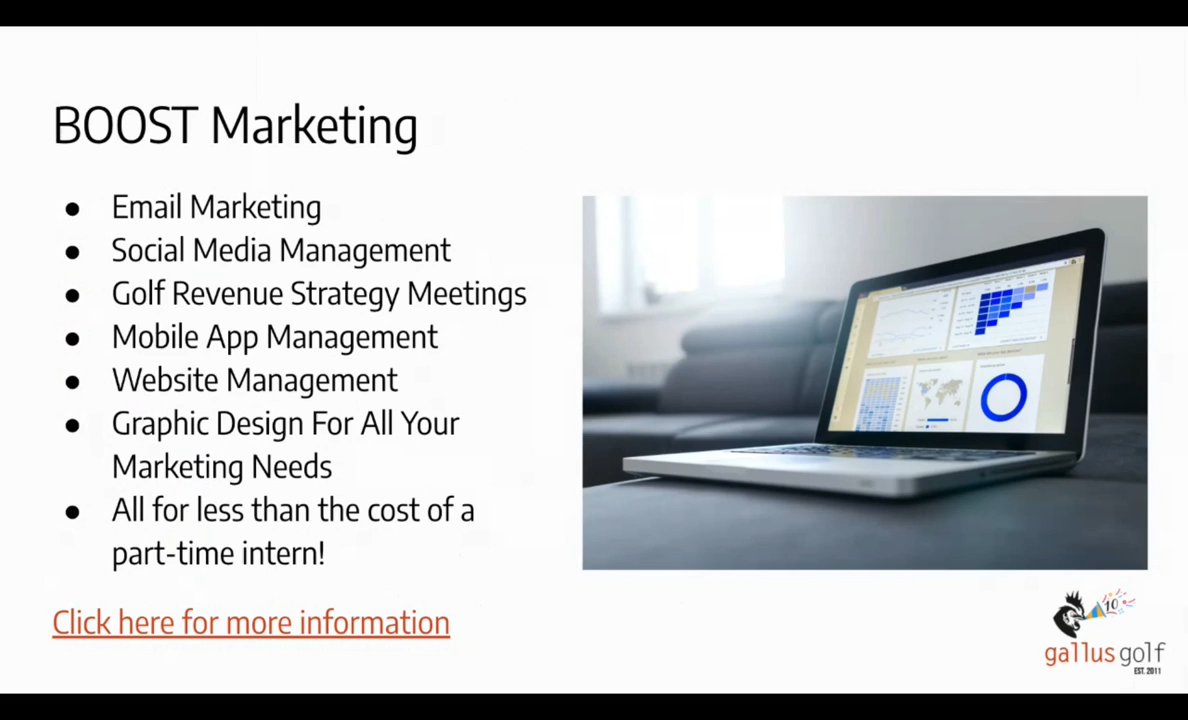 BOOST Marketing
● Email Marketing
● Social Media Management
● Golf Revenue Strategy Meetings
● Mobile App Management
● Website Management
● Graphic Design For All Your
Marketing Needs
● All for less than the cost of a
part-time intern!
Click here for more information
10
gallus golf
EST. 2011